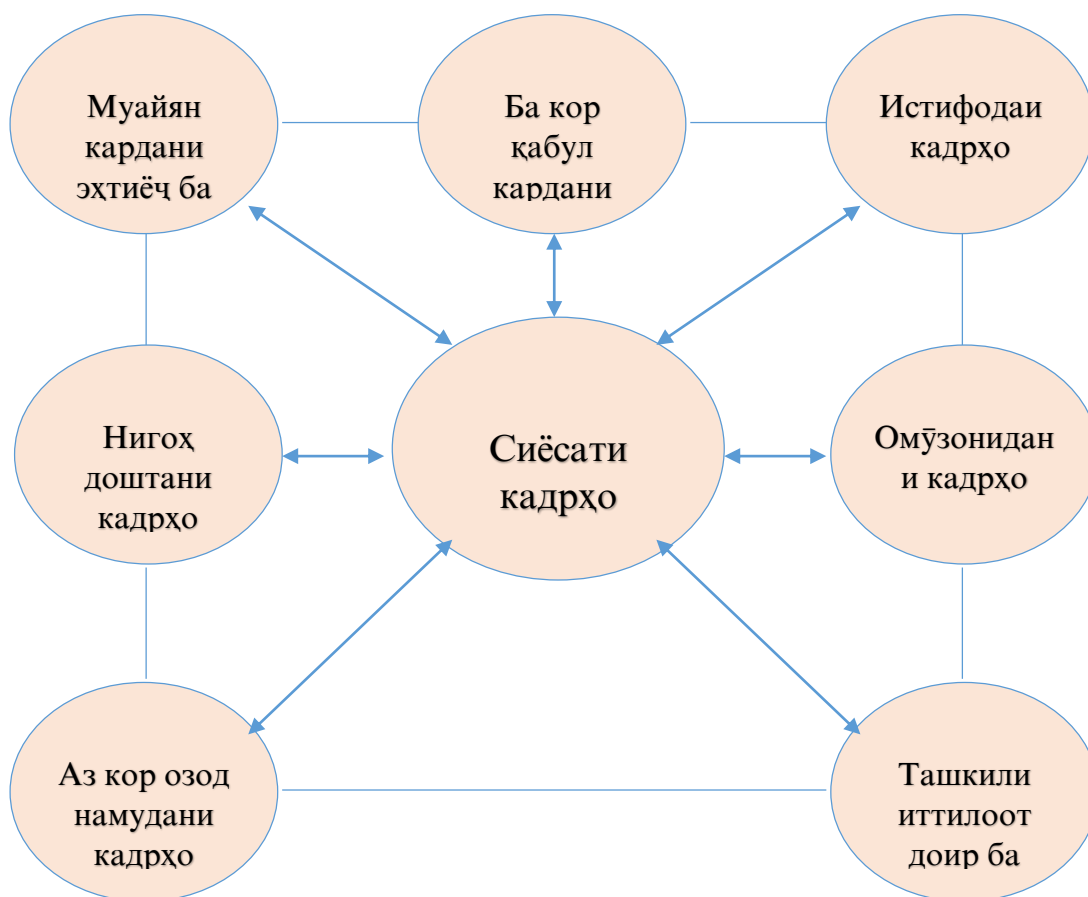 Муайян
кардани
эҳтиёҷ ба
Ба кор
қабул
кардани
Истифодаи
кадрҳо
Нигоҳ
доштани
кадрҳо
Сиёсати
кадрҳо
Омӯзонидан
и кадрҳо
Аз кор озод
намудани
кадрҳо
Ташкили
иттилоот
доир ба